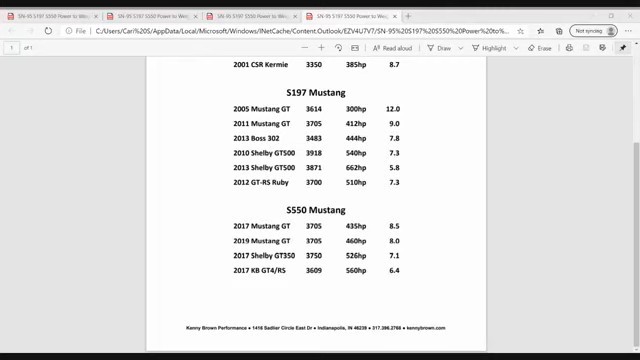 SN-95 S197 S550 Power to Weig
SN-95 S197 S550 Power to Weig
SN-95 S197 S550 Power to Weig
SN-95 S197 S550 Power to Weig
File
C:/Users/Cari%20S/AppData/Local/Microsoft/Windows/INetCache/Content.Outlook/EZV4U7V7/SN-95%20S197%20S550%20Power%20to%...
Not syncing
1 of 1
Read aloud
Draw
Highlight
Erase
2001 CSR Kermie 3350 385hp 8.7
S197 Mustang
2005 Mustang GT 3614 300hp 12.0
2011 Mustang GT 3705 412hp 9.0
2013 Boss 302 3483 444hp 7.8
2010 Shelby GT500 3918 540hp 7.3
2013 Shelby GT500 3871 662hp 5.8
2012 GT-RS Ruby 3700 510hp 7.3
S550 Mustang
2017 Mustang GT 3705 435hp 8.5
2019 Mustang GT 3705 460hp 8.0
2017 Shelby GT350 3750 526hp 7.1
2017 KB GT4/RS 3609 560hp 6.4
Kenny Brown Performance ● 1416 Sadlier Circle East Dr ● Indianapolis, IN 46239 ● 317.396.2768 ● kennybrown.com